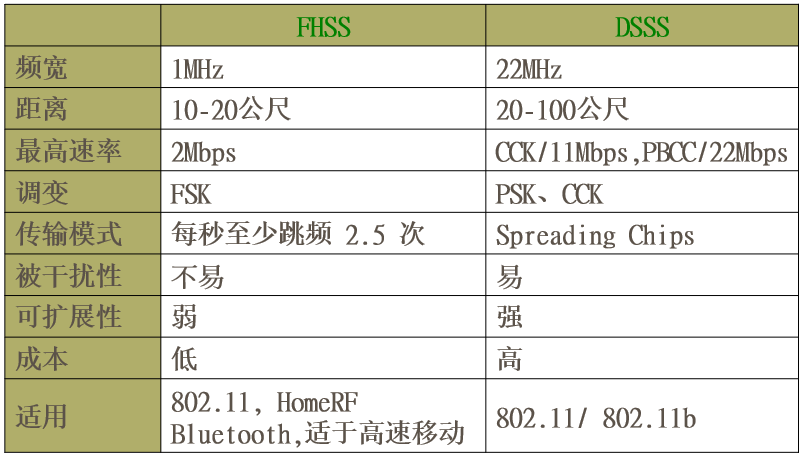 FHSS DSSS
频宽 1MHz 22MHz
距离 10-20公尺 20-100公尺
最高速率 2Mbps CCK/11Mbps,PBCC/22Mbps
调变 FSK PSK、CCK
传输模式 每秒至少跳频 2.5 次 Spreading Chips
被干扰性 不易 易
可扩展性 弱 强
成本 低 高
适用 802.11, HomeRF
Bluetooth,适于高速移动 802.11/ 802.11b